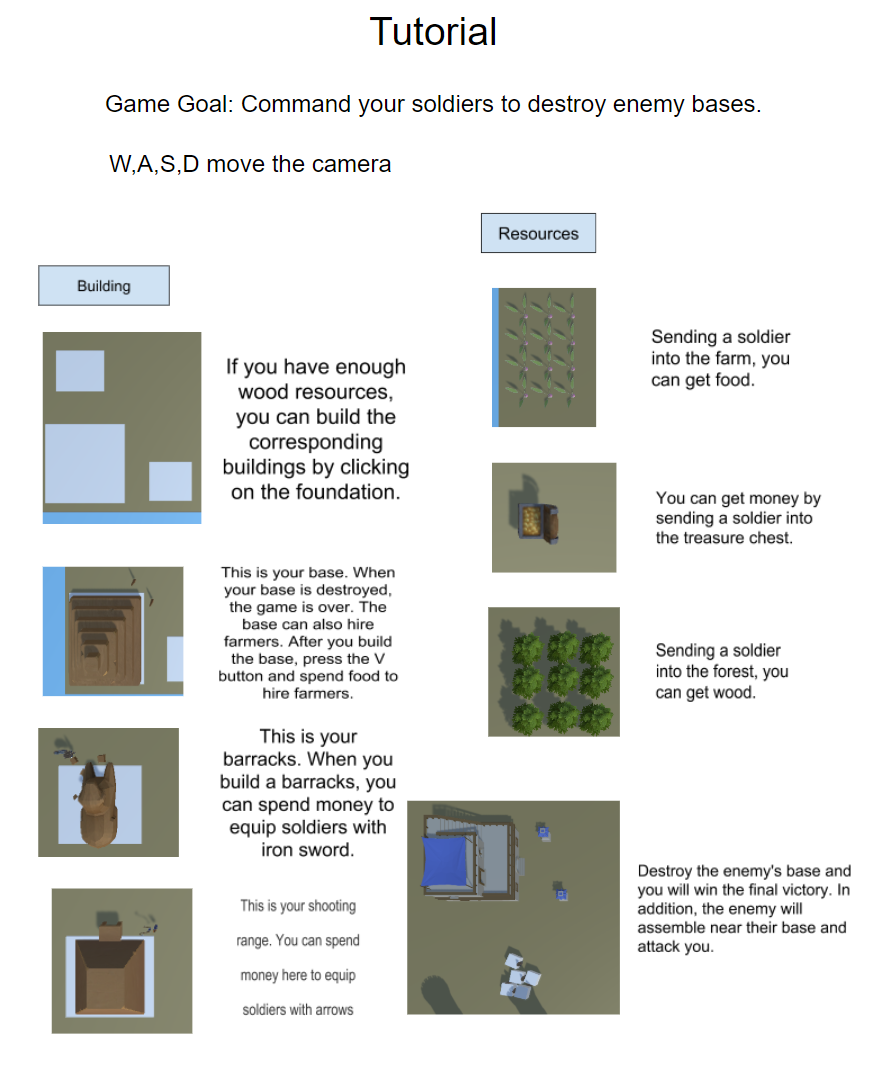 Tutorial
Game Goal: Command your soldiers to destroy enemy bases.
W,A,S,D move the camera
Building
If you have enough
wood resources,
you can build the
corresponding
buildings by clicking
on the foundation.
This is your base. When
your base is destroyed,
the game is over. The
base can also hire
farmers. After you build
the base, press the V
button and spend food to
hire farmers.
This is your
barracks. When you
build a barracks, you
can spend money to
equip soldiers with
iron sword.
This is your shooting
range. You can spend
money here to equip
soldiers with arrows
Resources
Sending a soldier
into the farm, you
can get food.
You can get money by
sending a soldier into
the treasure chest.
Sending a soldier
into the forest, you
can get wood.
Destroy the enemy's base and
you will win the final victory. In
addition, the enemy will
assemble near their base and
attack you.